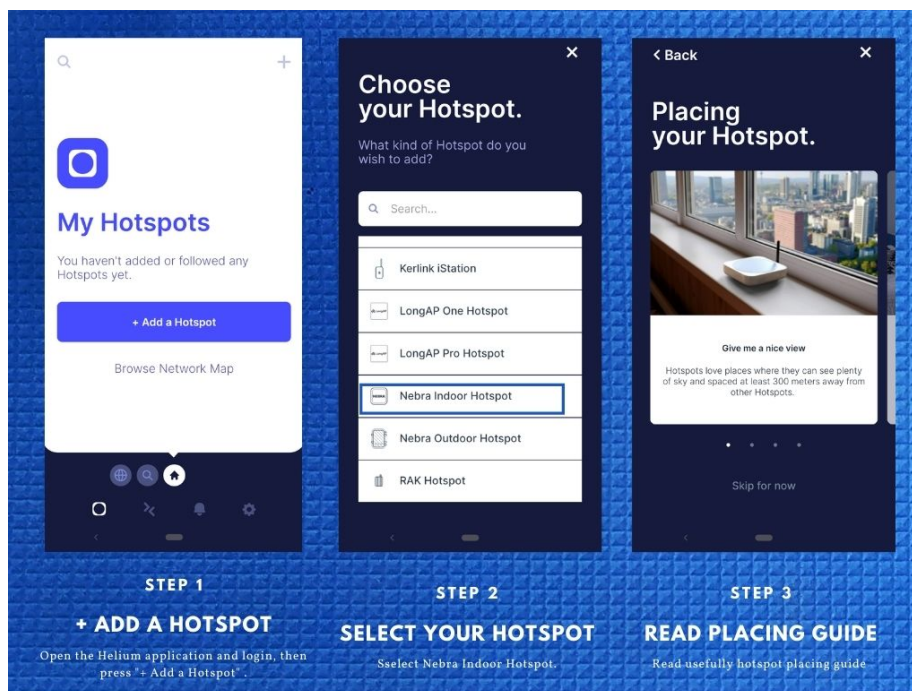 My Hotspots
You haven't added or followed any
Hotspots yet.
+ Add a Hotspot
Browse Network Map
STEP 1
+ ADD A HOTSPOT
Open the Helium application and login, then
press "+ Add a Hotspot" .
Choose
your Hotspot.
What kind of Hotspot do you
wish to add?
Search...
Kerlink iStation
LongAP One Hotspot
LongAP Pro Hotspot
Nebra Indoor Hotspot
Nebra Outdoor Hotspot
RAK Hotspot
STEP 2
SELECT YOUR HOTSPOT
Sselect Nebra Indoor Hotspot.
< Back
Placing
your Hotspot.
Give me a nice view
Hotspots love places where they can see plenty
of sky and spaced at least 300 meters away from
other Hotspots.
Skip for now
STEP 3
READ PLACING GUIDE
Read usefully hotspot placing guide